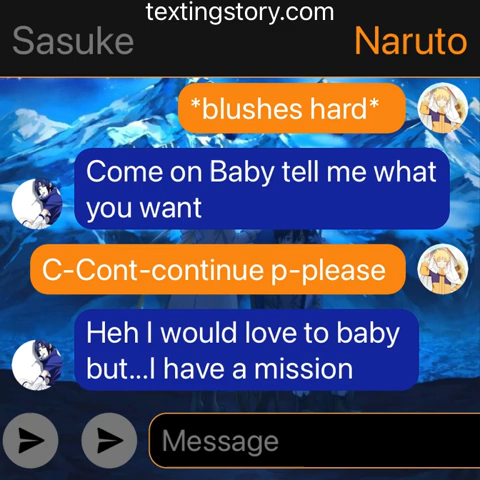 textingstory.com
Sasuke
Naruto
*blushes hard*
Come on Baby tell me what
you want
C-Cont-continue p-please
Heh I would love to baby
but...I have a mission
Message